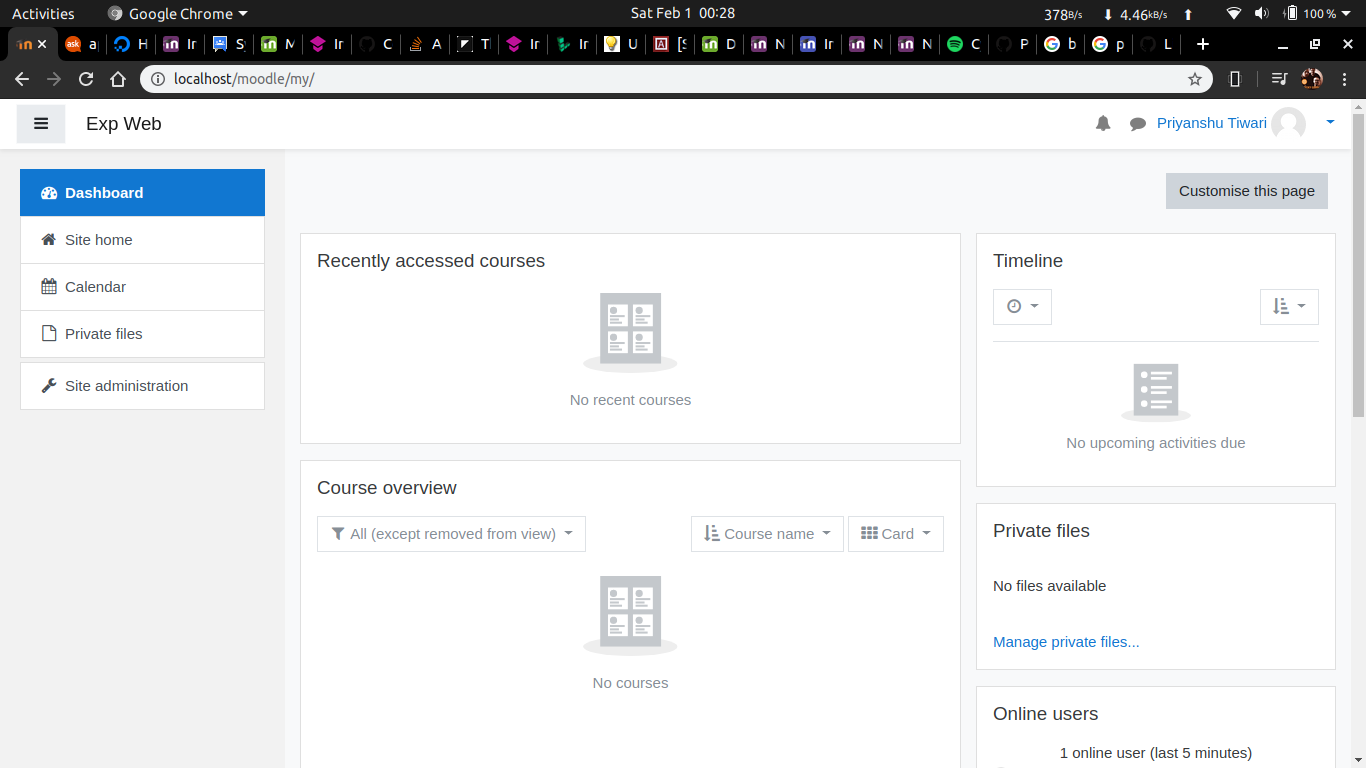 Activities Google Chrome Sat Feb 1 00:28 378B/s 4.46kB/s 100 %
ask a H Ir Sy M Ir C A T Ir Ir U [S D N Ir N N C P b p L
localhost/moodle/my/
Exp Web Priyanshu Tiwari
Dashboard
Site home
Calendar
Private files
Site administration
Customise this page
Recently accessed courses
No recent courses
Course overview
All (except removed from view) Course name Card
No courses
Timeline
No upcoming activities due
Private files
No files available
Manage private files...
Online users
1 online user (last 5 minutes)